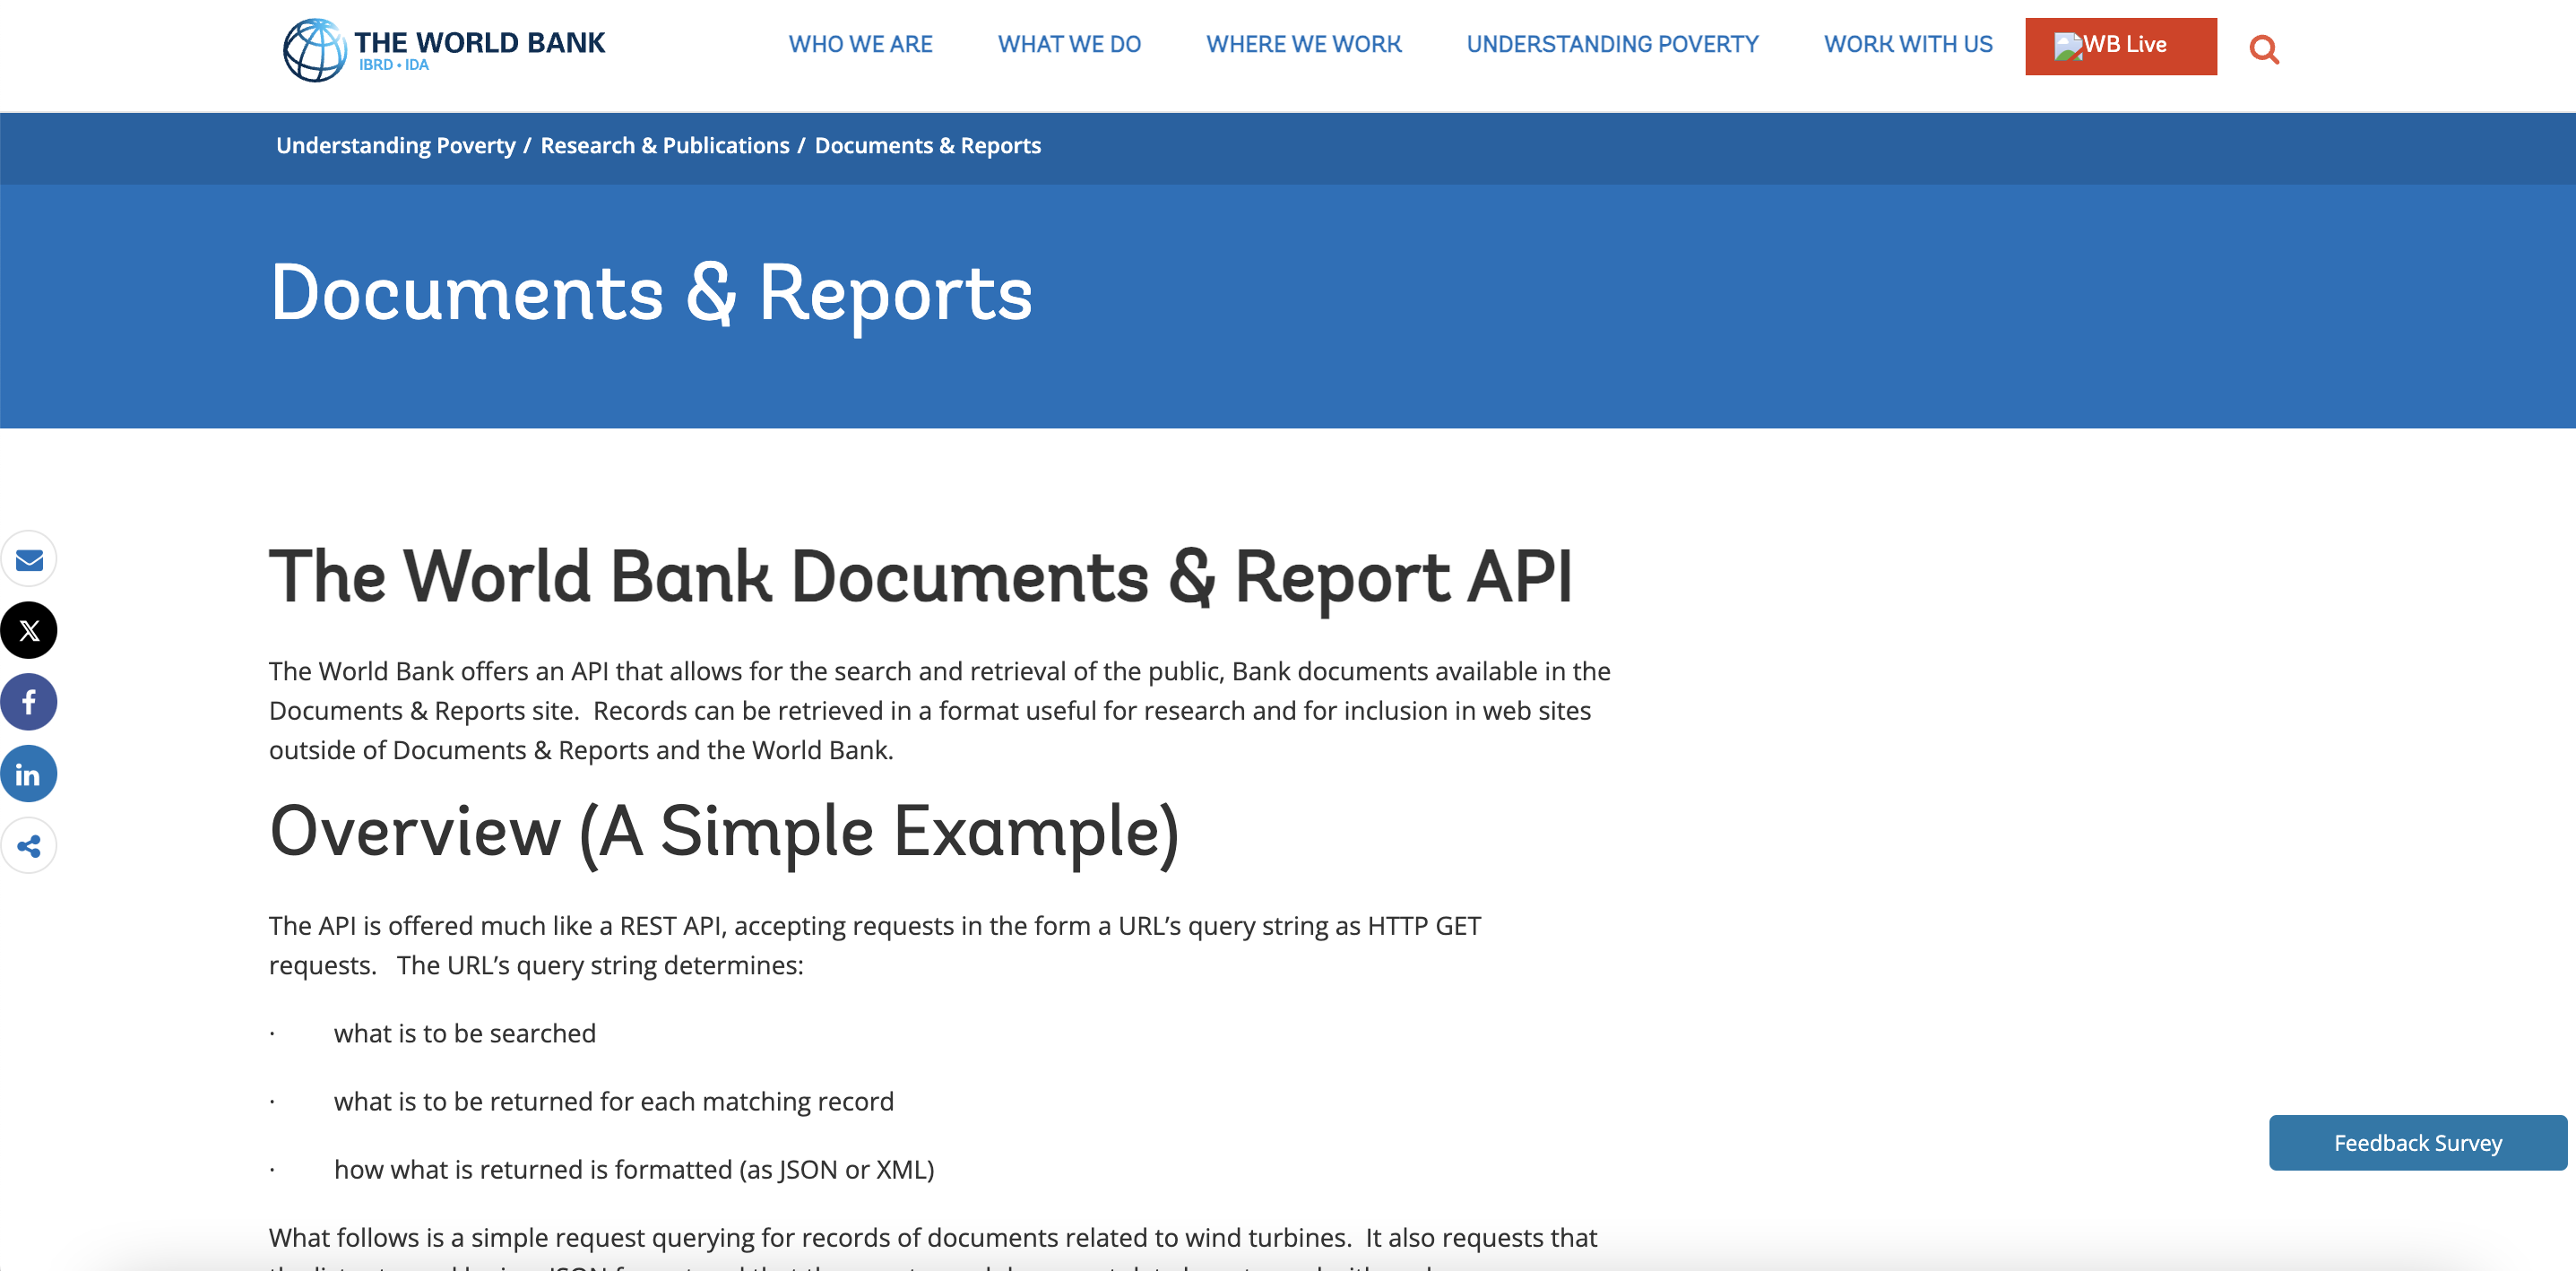 THE WORLD BANK
IBRD • IDA
WHO WE ARE
WHAT WE DO
WHERE WE WORK
UNDERSTANDING POVERTY
WORK WITH US
WB Live
Understanding Poverty / Research & Publications / Documents & Reports
Documents & Reports
The World Bank Documents & Report API
The World Bank offers an API that allows for the search and retrieval of the public, Bank documents available in the
Documents & Reports site.  Records can be retrieved in a format useful for research and for inclusion in web sites
outside of Documents & Reports and the World Bank.
Overview (A Simple Example)
The API is offered much like a REST API, accepting requests in the form a URL’s query string as HTTP GET
requests.   The URL’s query string determines:
·        what is to be searched
·        what is to be returned for each matching record
·        how what is returned is formatted (as JSON or XML)
Feedback Survey
What follows is a simple request querying for records of documents related to wind turbines.  It also requests that